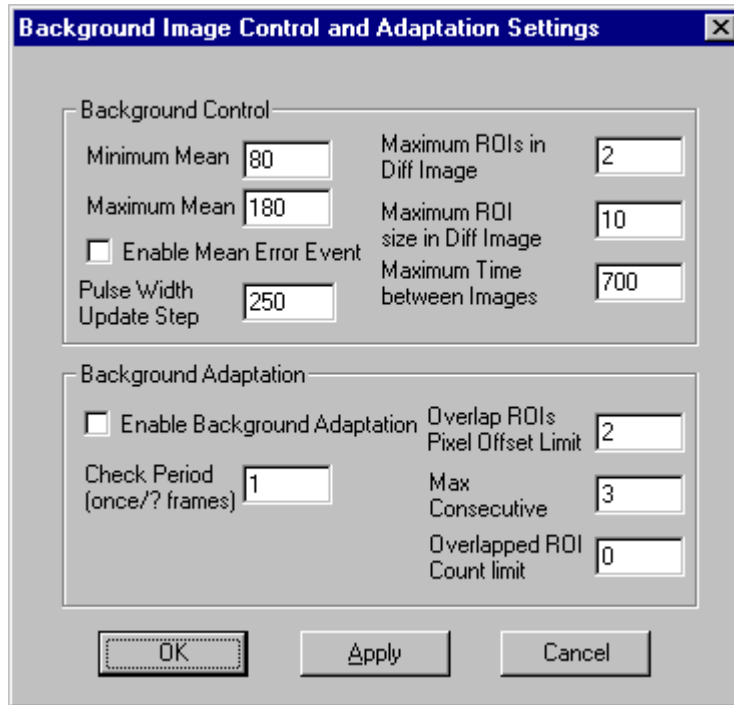 Background Image Control and Adaptation Settings
Background Control
Minimum Mean 80
Maximum Mean 180
Enable Mean Error Event
Pulse Width
Update Step 250
Maximum ROIs in
Diff Image 2
Maximum ROI
size in Diff Image 10
Maximum Time
between Images 700
Background Adaptation
Enable Background Adaptation
Check Period
(once/? frames) 1
Overlap ROIs
Pixel Offset Limit 2
Max
Consecutive 3
Overlapped ROI
Count limit 0
OK Apply Cancel